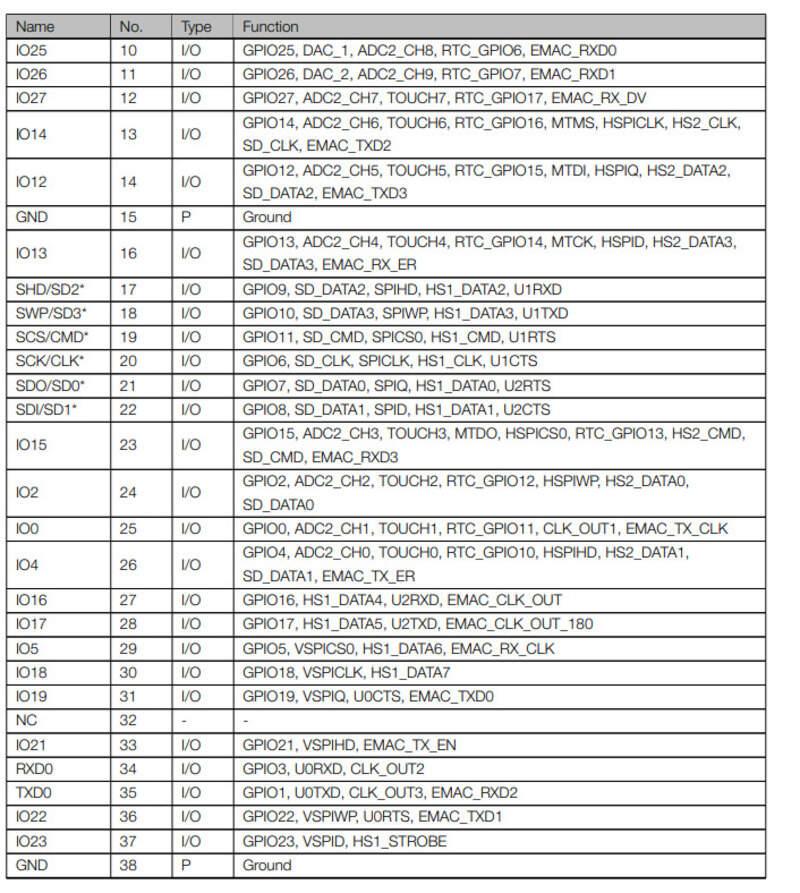 Name No. Type Function
IO25 10 I/O GPIO25, DAC_1, ADC2_CH8, RTC_GPIO6, EMAC_RXD0
IO26 11 I/O GPIO26, DAC_2, ADC2_CH9, RTC_GPIO7, EMAC_RXD1
IO27 12 I/O GPIO27, ADC2_CH7, TOUCH7, RTC_GPIO17, EMAC_RX_DV
IO14 13 I/O GPIO14, ADC2_CH6, TOUCH6, RTC_GPIO16, MTMS, HSPICLK, HS2_CLK,
SD_CLK, EMAC_TXD2
IO12 14 I/O GPIO12, ADC2_CH5, TOUCH5, RTC_GPIO15, MTDI, HSPIQ, HS2_DATA2,
SD_DATA2, EMAC_TXD3
GND 15 P Ground
IO13 16 I/O GPIO13, ADC2_CH4, TOUCH4, RTC_GPIO14, MTCK, HSPID, HS2_DATA3,
SD_DATA3, EMAC_RX_ER
SHD/SD2* 17 I/O GPIO9, SD_DATA2, SPIHD, HS1_DATA2, U1RXD
SWP/SD3* 18 I/O GPIO10, SD_DATA3, SPIWP, HS1_DATA3, U1TXD
SCS/CMD* 19 I/O GPIO11, SD_CMD, SPICS0, HS1_CMD, U1RTS
SCK/CLK* 20 I/O GPIO6, SD_CLK, SPICLK, HS1_CLK, U1CTS
SDO/SD0* 21 I/O GPIO7, SD_DATA0, SPIQ, HS1_DATA0, U2RTS
SDI/SD1* 22 I/O GPIO8, SD_DATA1, SPID, HS1_DATA1, U2CTS
IO15 23 I/O GPIO15, ADC2_CH3, TOUCH3, MTDO, HSPICS0, RTC_GPIO13, HS2_CMD,
SD_CMD, EMAC_RXD3
IO2 24 I/O GPIO2, ADC2_CH2, TOUCH2, RTC_GPIO12, HSPIWP, HS2_DATA0,
SD_DATA0
IO0 25 I/O GPIO0, ADC2_CH1, TOUCH1, RTC_GPIO11, CLK_OUT1, EMAC_TX_CLK
IO4 26 I/O GPIO4, ADC2_CH0, TOUCH0, RTC_GPIO10, HSPIHD, HS2_DATA1,
SD_DATA1, EMAC_TX_ER
IO16 27 I/O GPIO16, HS1_DATA4, U2RXD, EMAC_CLK_OUT
IO17 28 I/O GPIO17, HS1_DATA5, U2TXD, EMAC_CLK_OUT_180
IO5 29 I/O GPIO5, VSPICS0, HS1_DATA6, EMAC_RX_CLK
IO18 30 I/O GPIO18, VSPICLK, HS1_DATA7
IO19 31 I/O GPIO19, VSPIQ, U0CTS, EMAC_TXD0
NC 32 - -
IO21 33 I/O GPIO21, VSPIHD, EMAC_TX_EN
RXD0 34 I/O GPIO3, U0RXD, CLK_OUT2
TXD0 35 I/O GPIO1, U0TXD, CLK_OUT3, EMAC_RXD2
IO22 36 I/O GPIO22, VSPIWP, U0RTS, EMAC_TXD1
IO23 37 I/O GPIO23, VSPID, HS1_STROBE
GND 38 P Ground